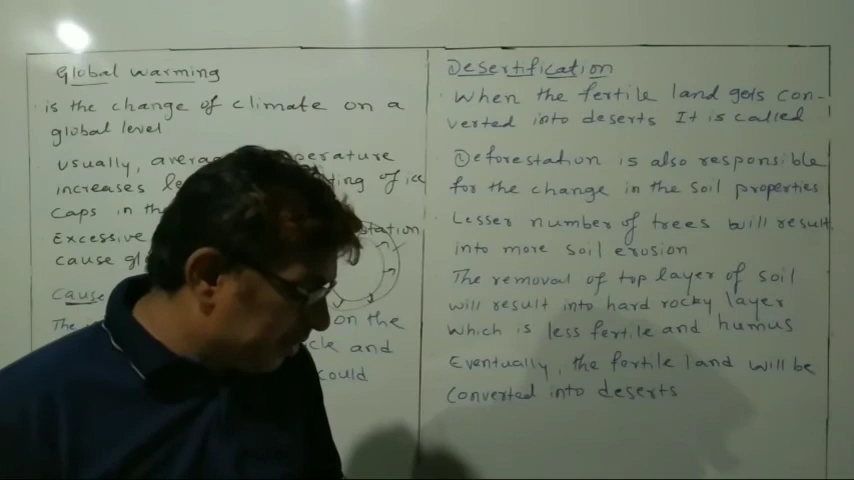 Global warming
is the change of climate on a
global level
usually, perature
increases ting of ice
caps in the
Excessive station
cause
Cause
The on the
cle and
could
Desertification
When the fertile land gets con-
verted into deserts It is called
Deforestation is also responsible
for the change in the soil properties
Lesser number of trees will result
into more soil erosion
The removal of top layer of soil
will result into hard rocky layer
which is less fertile and humus
Eventually, the fertile land will be
converted into deserts